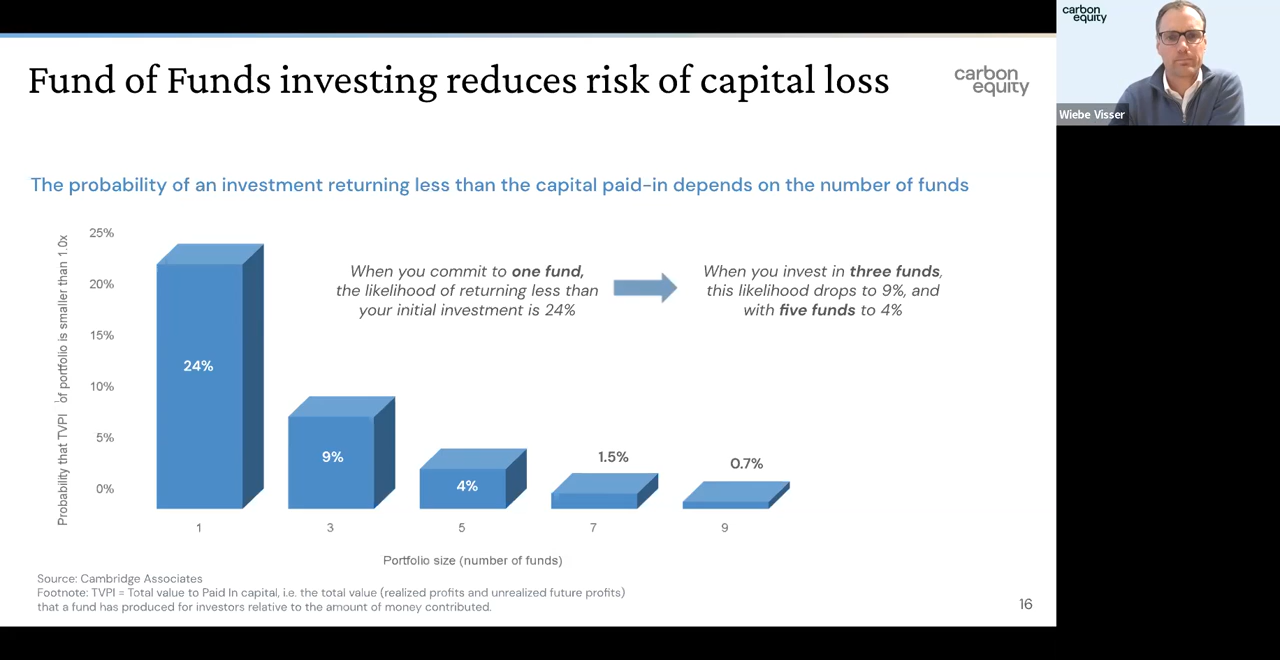 Fund of Funds investing reduces risk of capital loss
carbon
equity
carbon
equity
Wiebe Visser
The probability of an investment returning less than the capital paid-in depends on the number of funds
Probability that TVPI of portfolio is smaller than 1.0x
25%
20%
15%
10%
5%
0%
When you commit to one fund,
the likelihood of returning less than
your initial investment is 24%
When you invest in three funds,
this likelihood drops to 9%, and
with five funds to 4%
24%
9%
4%
1.5%
0.7%
1
3
5
7
9
Portfolio size (number of funds)
Source: Cambridge Associates
Footnote: TVPI = Total value to Paid In capital, i.e. the total value (realized profits and unrealized future profits)
that a fund has produced for investors relative to the amount of money contributed.
16